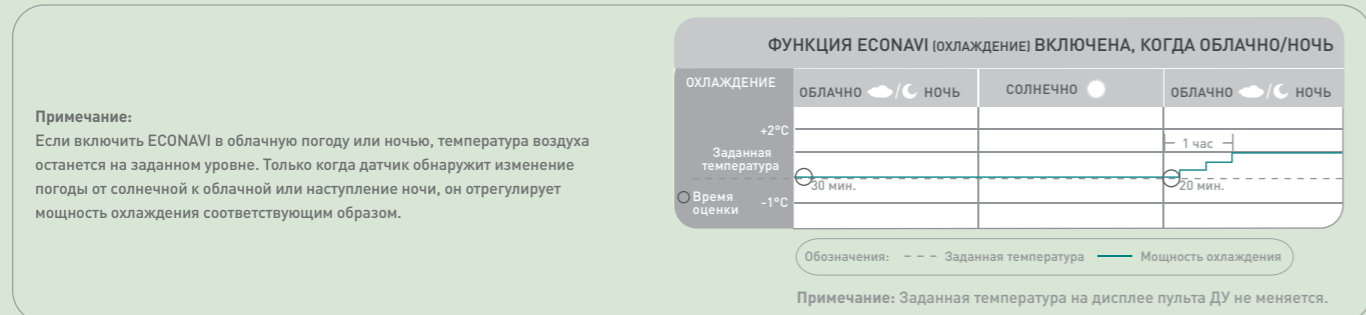 Примечание:
Если включить ECONAVI в облачную погоду или ночью, температура воздуха
останется на заданном уровне. Только когда датчик обнаружит изменение
погоды от солнечной к облачной или наступление ночи, он отрегулирует
мощность охлаждения соответствующим образом.
ФУНКЦИЯ ECONAVI (ОХЛАЖДЕНИЕ) ВКЛЮЧЕНА, КОГДА ОБЛАЧНО/НОЧЬ
ОХЛАЖДЕНИЕ
ОБЛАЧНО / НОЧЬ
СОЛНЕЧНО
ОБЛАЧНО / НОЧЬ
+2°C
1 час
Заданная
температура
30 мин.
20 мин.
Время
оценки
-1°C
Обозначения: Заданная температура Мощность охлаждения
Примечание: Заданная температура на дисплее пульта ДУ не меняется.